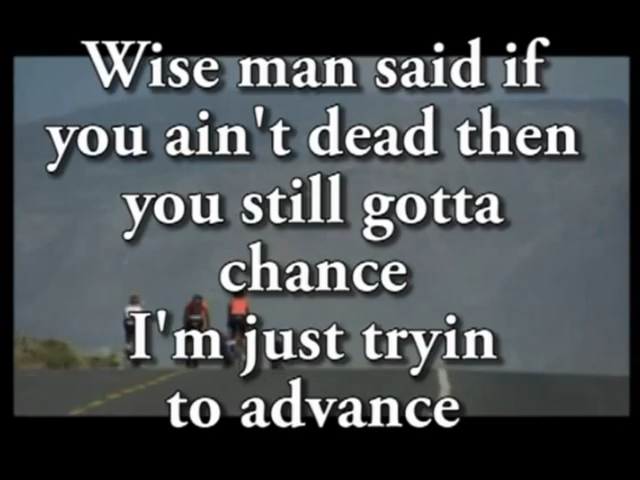 Wise man said if
you ain't dead then
you still gotta
chance
I'm just tryin
to advance